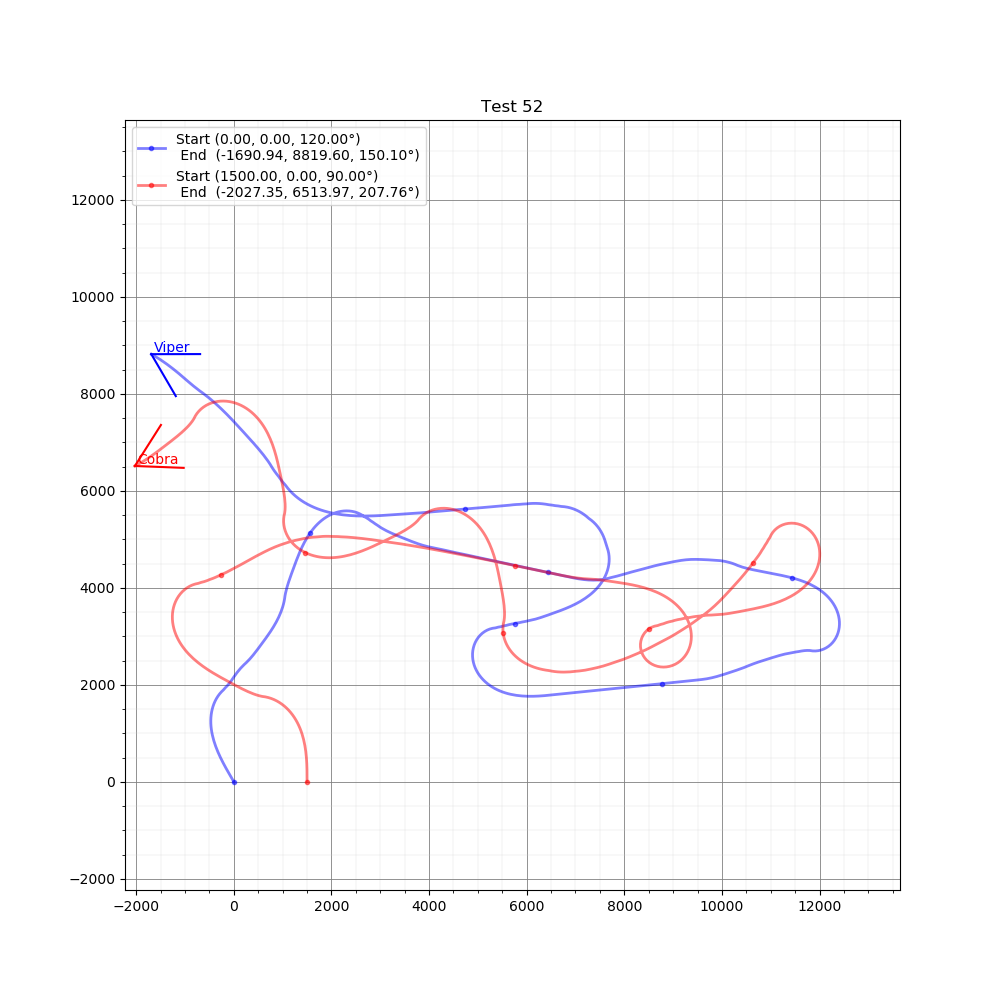 Test 52
Start (0.00, 0.00, 120.00°)
End  (-1690.94, 8819.60, 150.10°)
Start (1500.00, 0.00, 90.00°)
End  (-2027.35, 6513.97, 207.76°)
12000
10000
8000
6000
4000
2000
0
−2000
Viper
Cobra
−2000 0 2000 4000 6000 8000 10000 12000